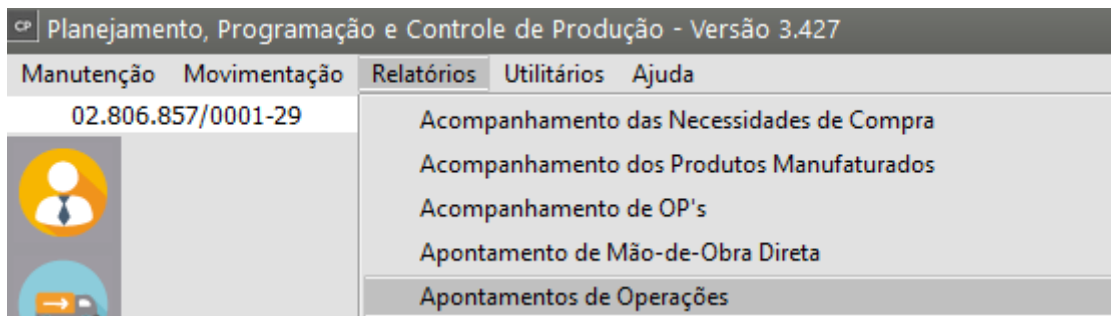 CP Planejamento, Programação e Controle de Produção - Versão 3.427
Manutenção Movimentação Relatórios Utilitários Ajuda
02.806.857/0001-29
Acompanhamento das Necessidades de Compra
Acompanhamento dos Produtos Manufaturados
Acompanhamento de OP's
Apontamento de Mão-de-Obra Direta
Apontamentos de Operações